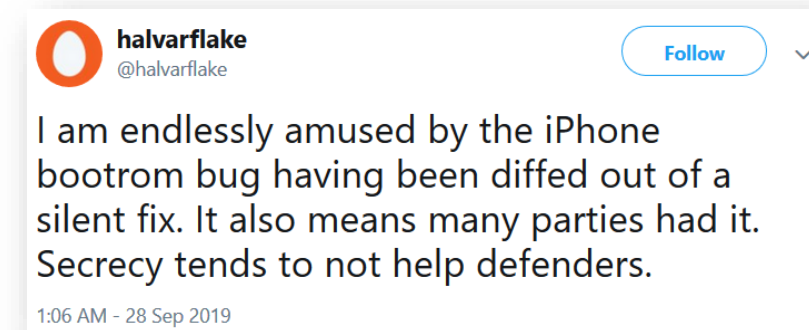 halvarflake
@halvarflake
Follow
I am endlessly amused by the iPhone
bootrom bug having been diffed out of a
silent fix. It also means many parties had it.
Secrecy tends to not help defenders.
1:06 AM - 28 Sep 2019